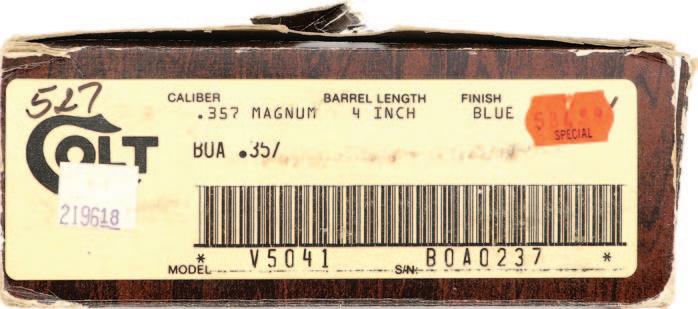 527
CALIBER BARREL LENGTH FINISH
.357 MAGNUM 4 INCH BLUE
SPECIAL
COLT
BOA .357
219618
* V5041 BOA0237 *
MODEL S/N: